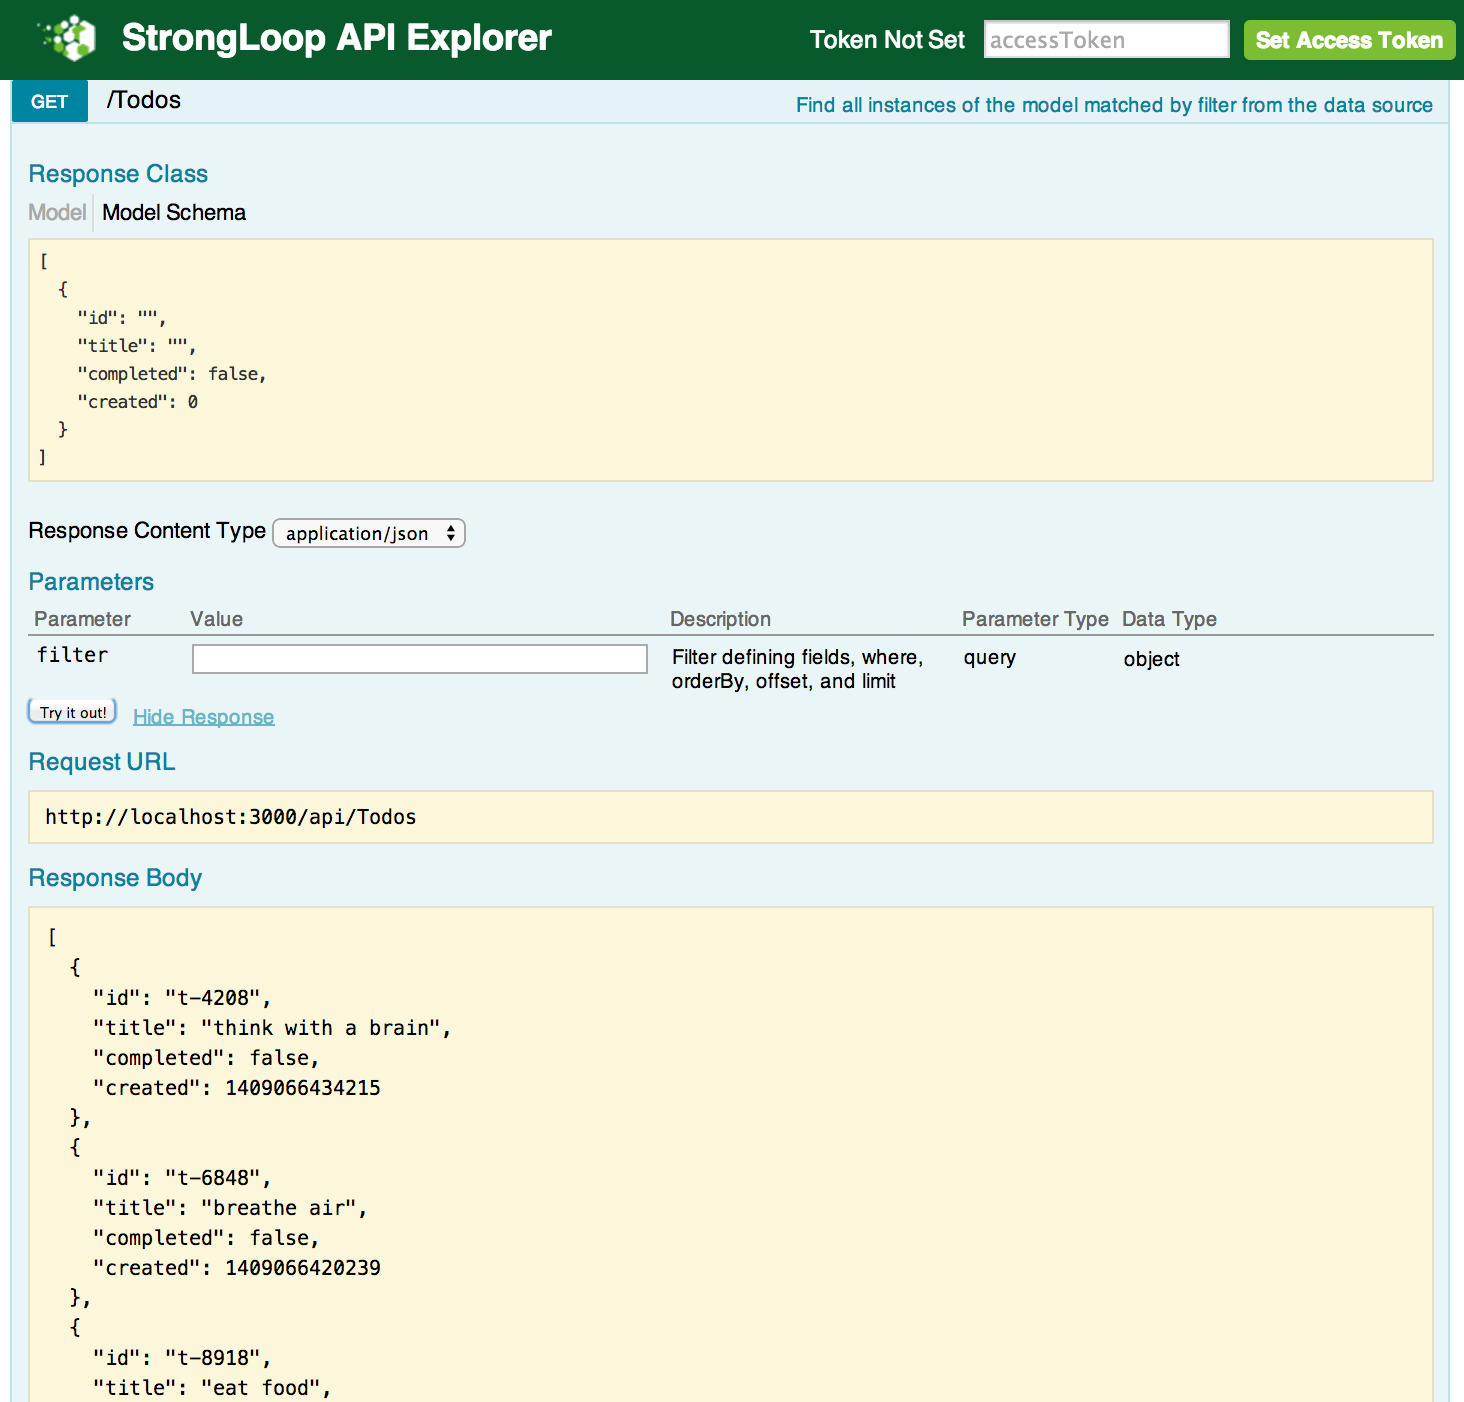 StrongLoop API Explorer
Token Not Set accessToken Set Access Token
GET /Todos Find all instances of the model matched by filter from the data source
Response Class
Model Model Schema
[
  {
    "id": "",
    "title": "",
    "completed": false,
    "created": 0
  }
]
Response Content Type application/json
Parameters
Parameter Value Description Parameter Type Data Type
filter Filter defining fields, where, query object
orderBy, offset, and limit
Try it out! Hide Response
Request URL
http://localhost:3000/api/Todos
Response Body
[
  {
    "id": "t-4208",
    "title": "think with a brain",
    "completed": false,
    "created": 1409066434215
  },
  {
    "id": "t-6848",
    "title": "breathe air",
    "completed": false,
    "created": 1409066420239
  },
  {
    "id": "t-8918",
    "title": "eat food",